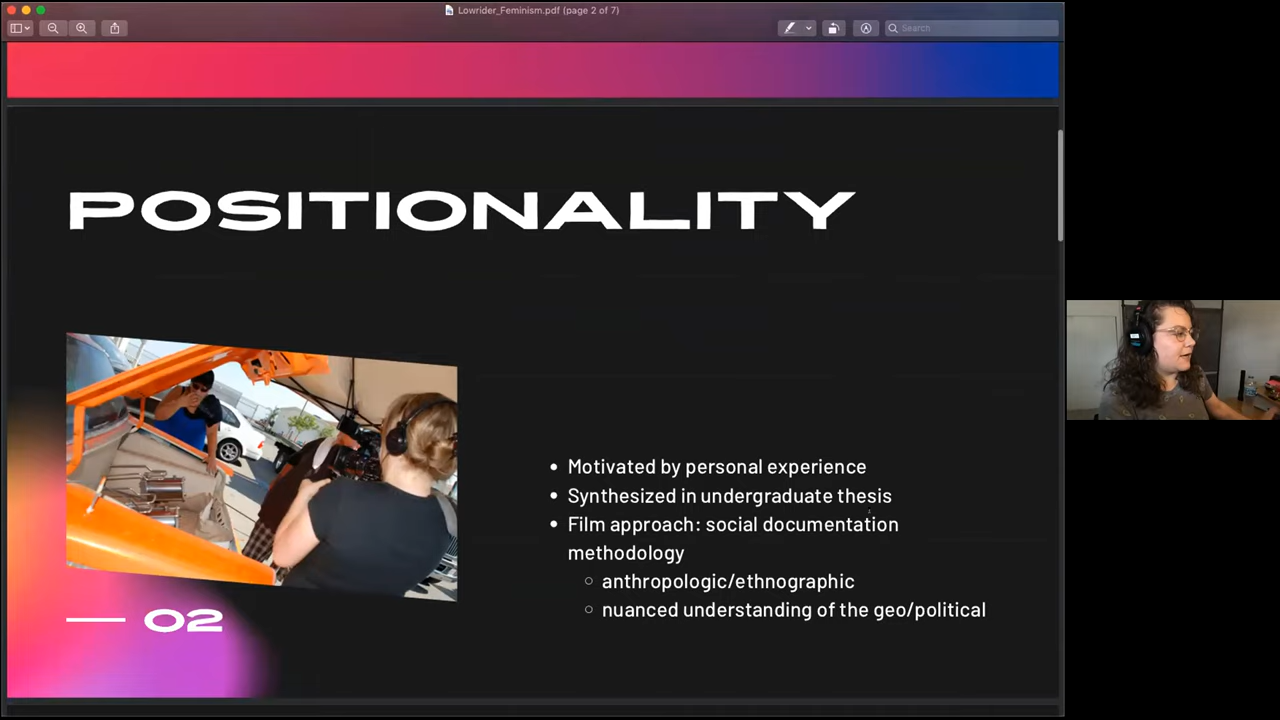 Lowrider_Feminism.pdf (page 2 of 7)
Search
POSITIONALITY
• Motivated by personal experience
• Synthesized in undergraduate thesis
• Film approach: social documentation
methodology
○ anthropologic/ethnographic
○ nuanced understanding of the geo/political
02